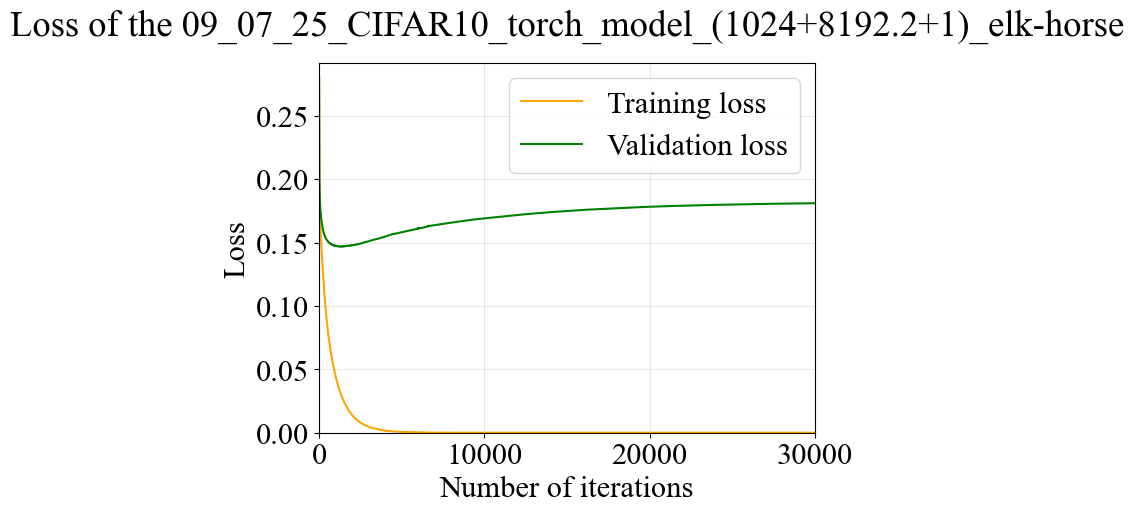 Loss of the 09_07_25_CIFAR10_torch_model_(1024+8192.2+1)_elk-horse
Training loss
Validation loss
0.25
0.20
0.15
0.10
0.05
0.00
Loss
0 10000 20000 30000
Number of iterations